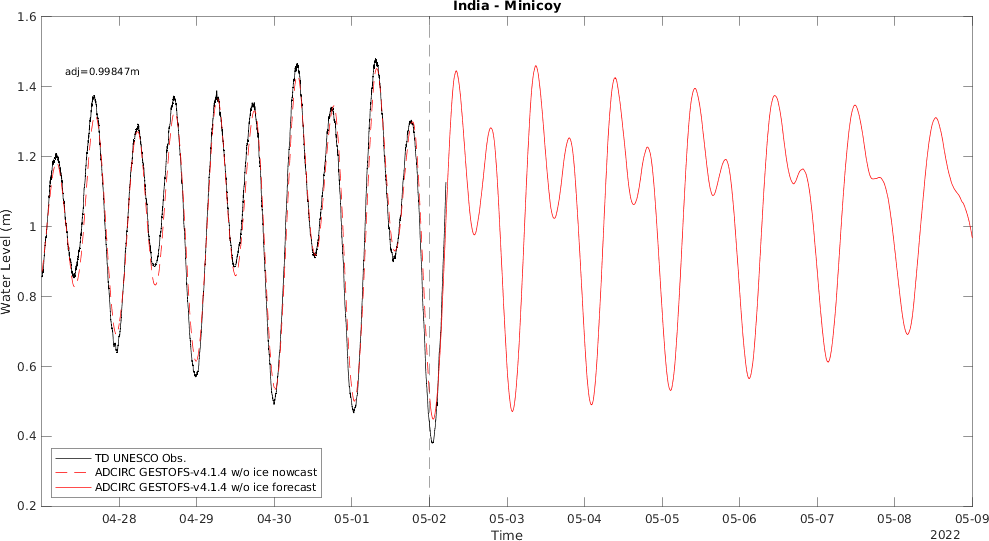 India - Minicoy
1.6
1.4
1.2
1
0.8
0.6
0.4
0.2
Water Level (m)
adj=0.99847m
TD UNESCO Obs.
ADCIRC GESTOFS-v4.1.4 w/o ice nowcast
ADCIRC GESTOFS-v4.1.4 w/o ice forecast
04-28 04-29 04-30 05-01 05-02 05-03 05-04 05-05 05-06 05-07 05-08 05-09
Time
2022